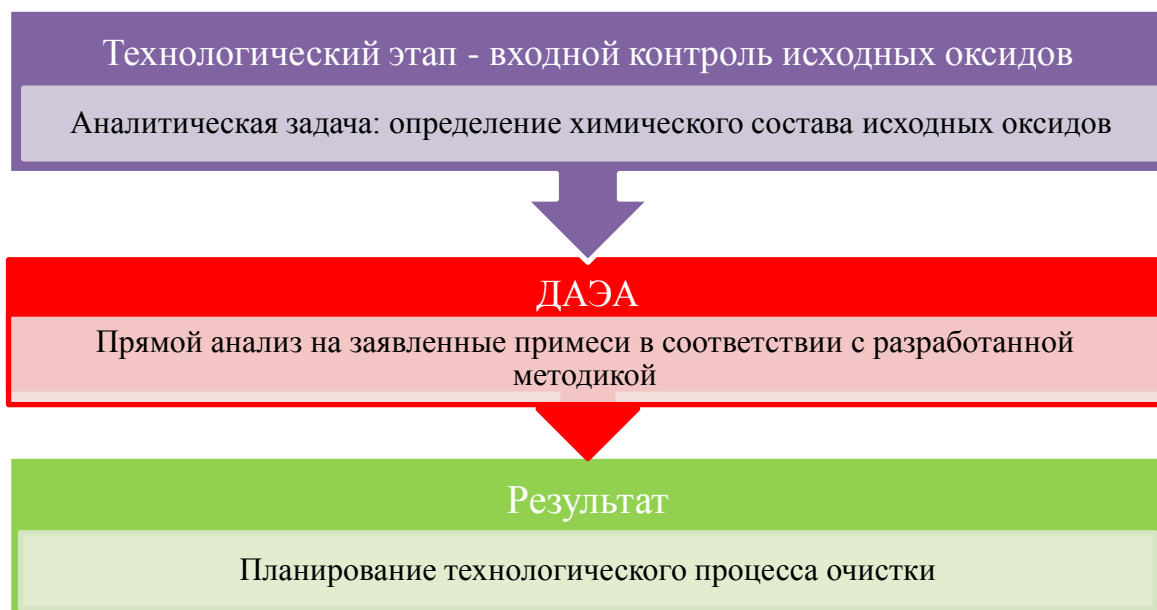 Технологический этап - входной контроль исходных оксидов
Аналитическая задача: определение химического состава исходных оксидов
ДАЭА
Прямой анализ на заявленные примеси в соответствии с разработанной
методикой
Результат
Планирование технологического процесса очистки